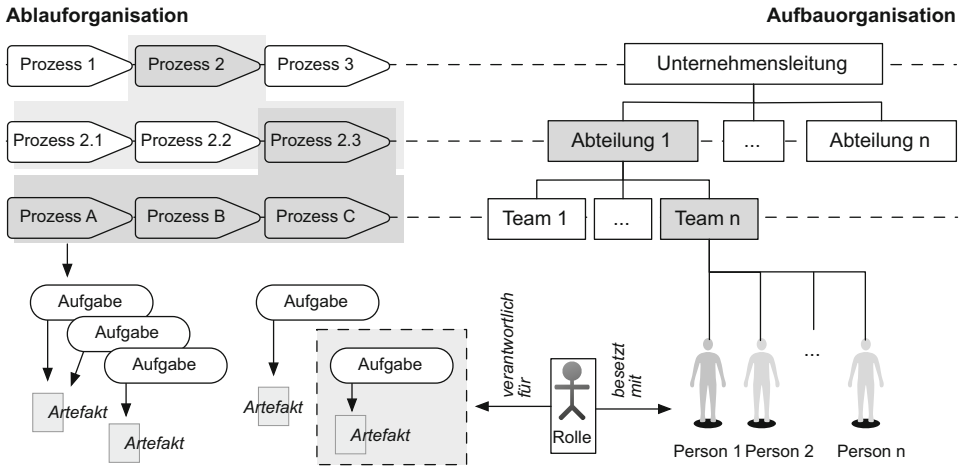 Ablauforganisation
Aufbauorganisation
Prozess 1
Prozess 2
Prozess 3
Unternehmensleitung
Prozess 2.1
Prozess 2.2
Prozess 2.3
Abteilung 1
...
Abteilung n
Prozess A
Prozess B
Prozess C
Team 1
...
Team n
Aufgabe
Aufgabe
Aufgabe
Aufgabe
Aufgabe
verantwortlich
für
besetzt
mit
...
Artefakt
Artefakt
Artefakt
Artefakt
Rolle
Person 1
Person 2
Person n